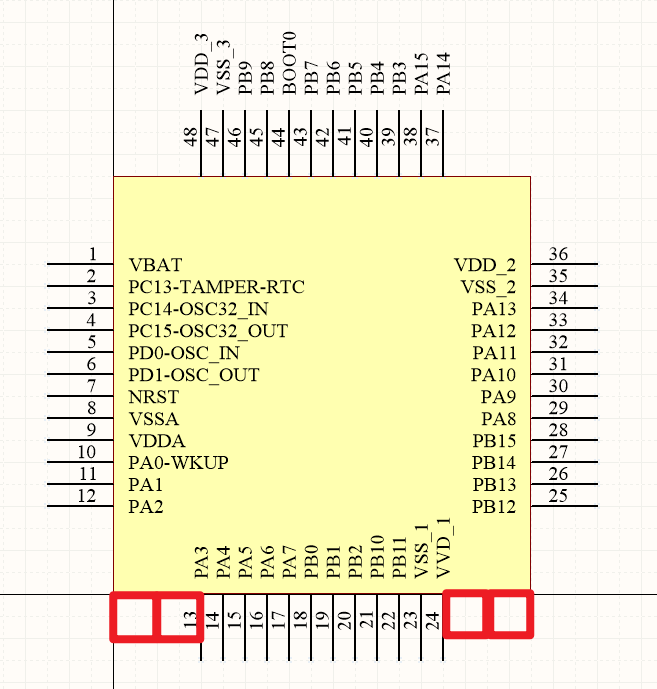 VDD_3 VSS_3 PB9 PB8 BOOT0 PB7 PB6 PB5 PB4 PB3 PA15 PA14
48 47 46 45 44 43 42 41 40 39 38 37
1 VBAT VDD_2 36
2 PC13-TAMPER-RTC VSS_2 35
3 PC14-OSC32_IN PA13 34
4 PC15-OSC32_OUT PA12 33
5 PD0-OSC_IN PA11 32
6 PD1-OSC_OUT PA10 31
7 NRST PA9 30
8 VSSA PA8 29
9 VDDA PB15 28
10 PA0-WKUP PB14 27
11 PA1 PB13 26
12 PA2 PB12 25
PA3 PA4 PA5 PA6 PA7 PB0 PB1 PB2 PB10 PB11 VSS_1 VVD_1
13 14 15 16 17 18 19 20 21 22 23 24